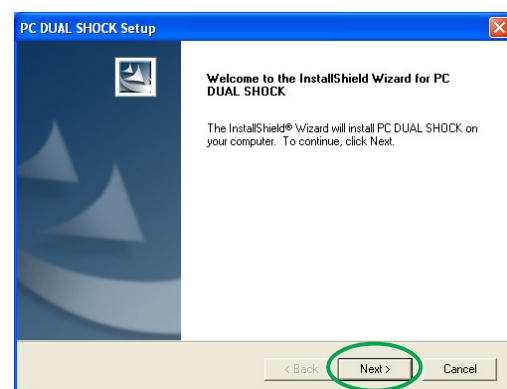 PC DUAL SHOCK Setup
Welcome to the InstallShield Wizard for PC
DUAL SHOCK
The InstallShield® Wizard will install PC DUAL SHOCK on
your computer. To continue, click Next.
< Back
Next >
Cancel